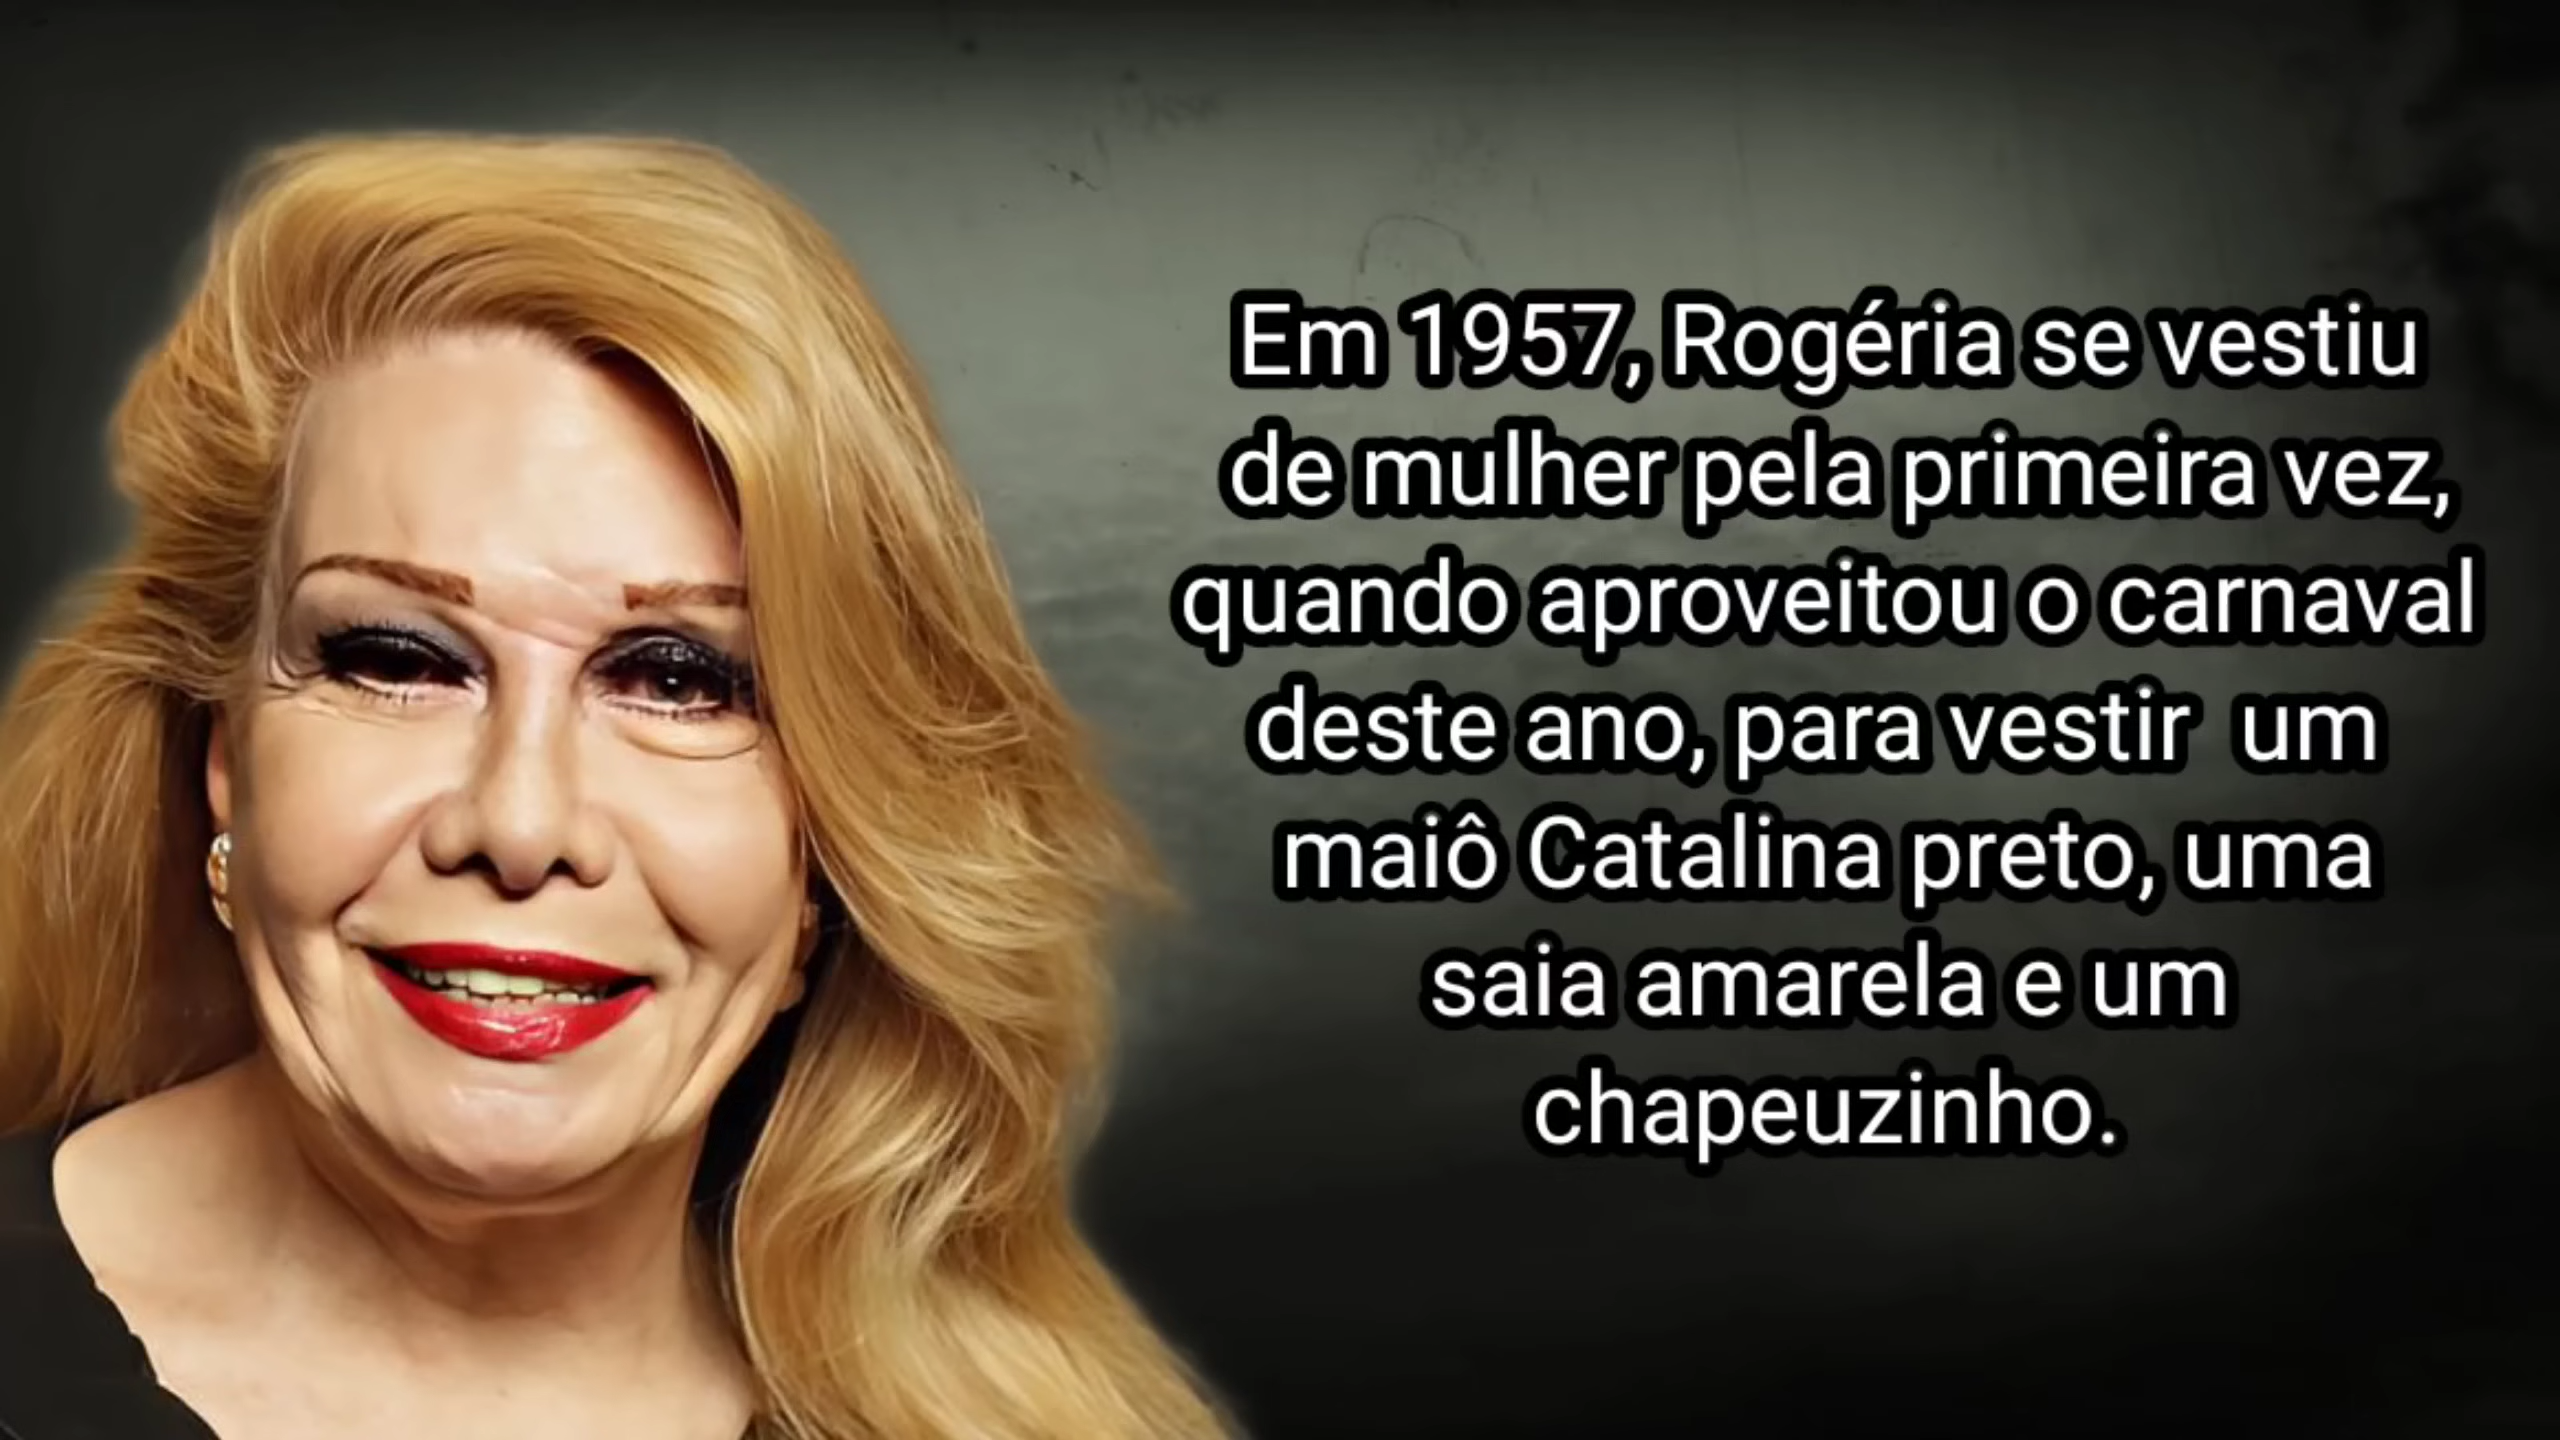 Em 1957, Rogéria se vestiu
de mulher pela primeira vez,
quando aproveitou o carnaval
deste ano, para vestir  um
maiô Catalina preto, uma
saia amarela e um
chapeuzinho.